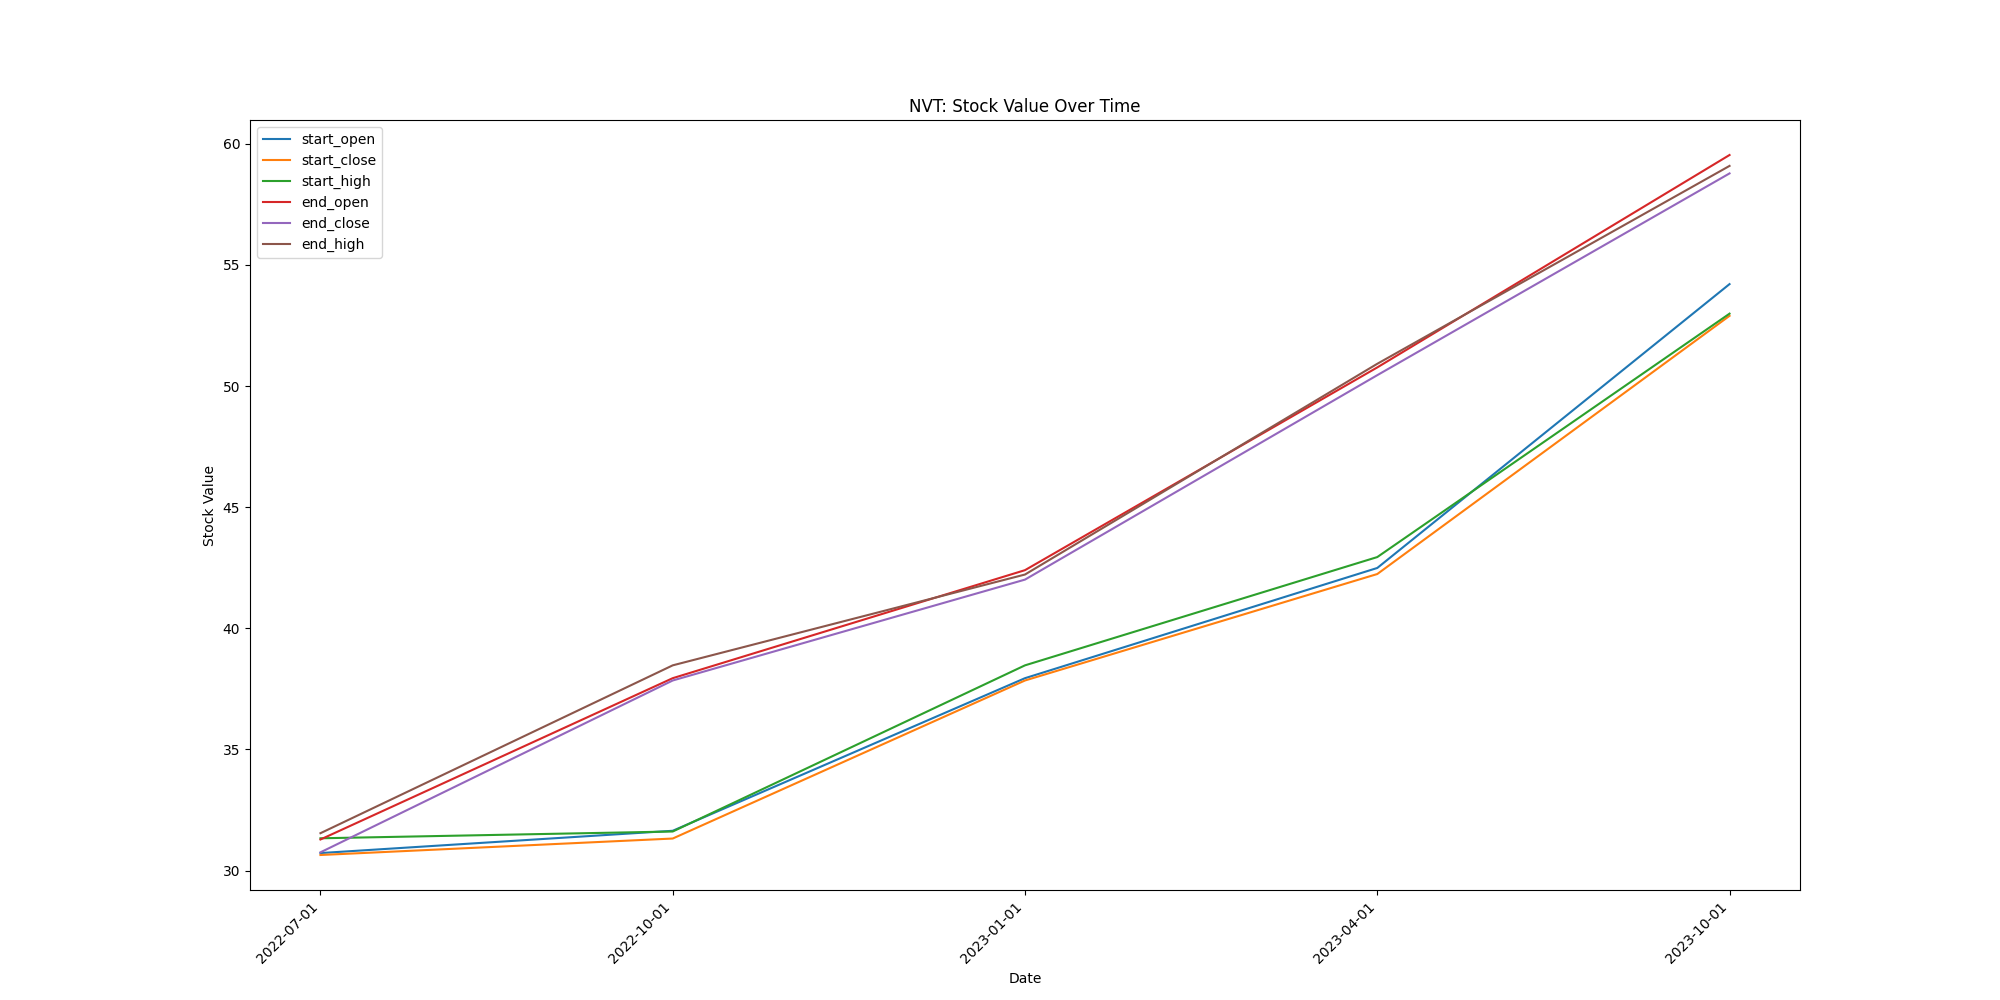 NVT: Stock Value Over Time
start_open
start_close
start_high
end_open
end_close
end_high
60
55
50
45
40
35
30
Stock Value
2022-07-01
2022-10-01
2023-01-01
2023-04-01
2023-10-01
Date